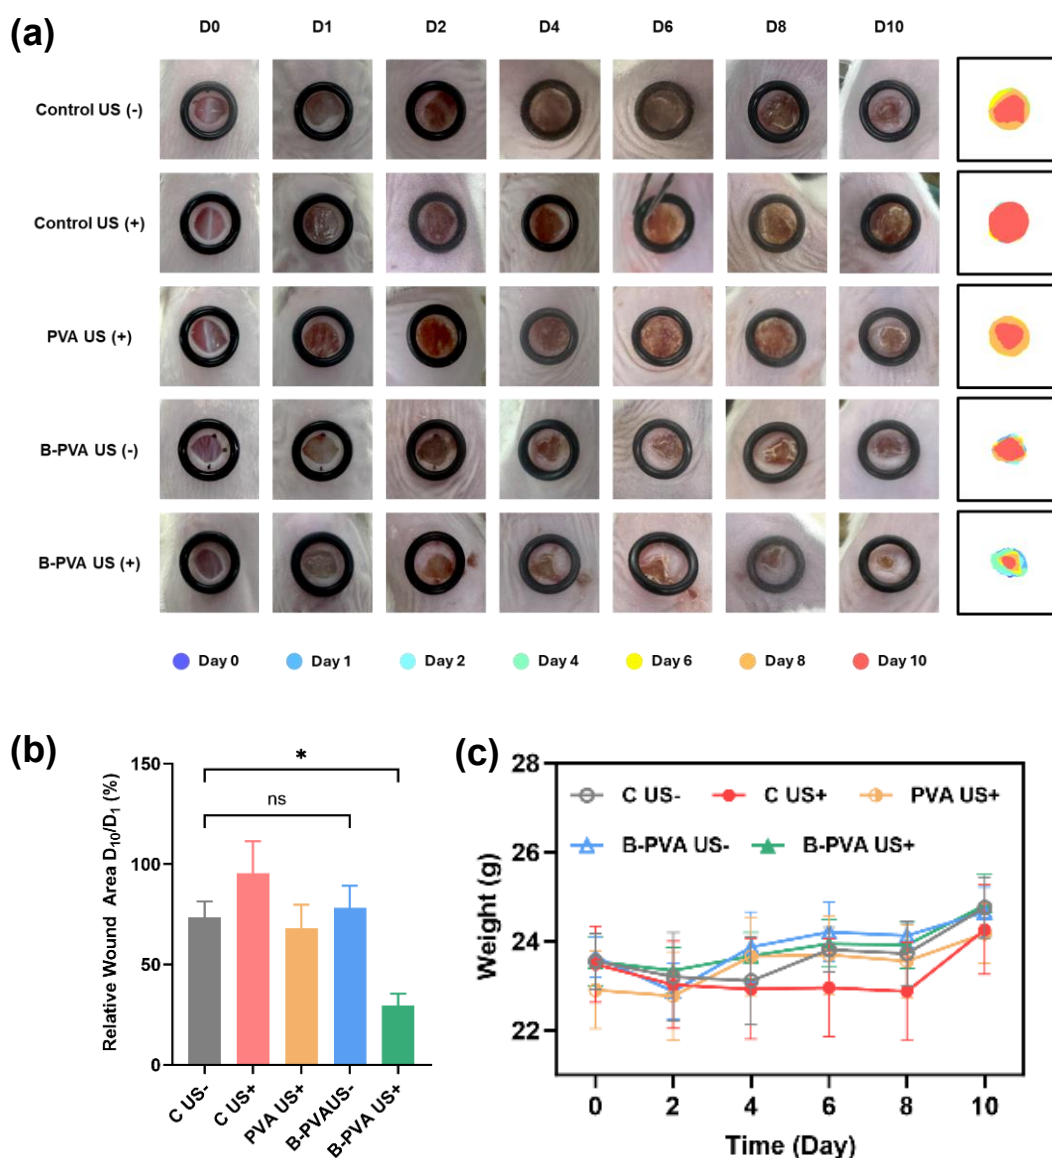 (a)
D0 D1 D2 D4 D6 D8 D10
Control US (-)
Control US (+)
PVA US (+)
B-PVA US (-)
B-PVA US (+)
Day 0 Day 1 Day 2 Day 4 Day 6 Day 8 Day 10
(b)
Relative Wound Area D10/D1 (%)
150
100
50
0
*
ns
C US-
C US+
PVA US+
B-PVAUS-
B-PVA US+
(c)
Weight (g)
28
26
24
22
C US- C US+ PVA US+
B-PVA US- B-PVA US+
0 2 4 6 8 10
Time (Day)